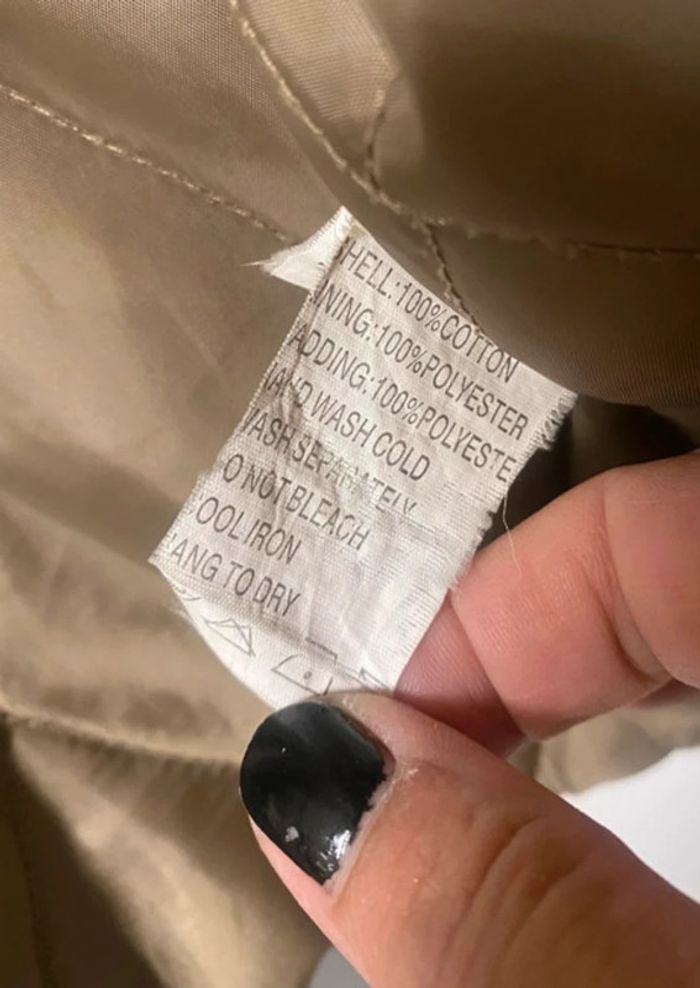 HELL:100%COTTON
NING:100%POLYESTER
ADDING:100%POLYESTE
HAND WASH COLD
WASH SEPARATELY
O NOT BLEACH
OOL IRON
ANG TO DRY